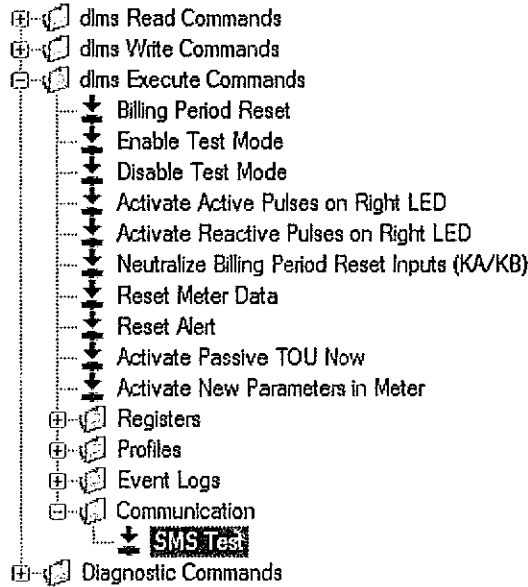 dlms Read Commands
dlms Write Commands
dlms Execute Commands
Billing Period Reset
Enable Test Mode
Disable Test Mode
Activate Active Pulses on Right LED
Activate Reactive Pulses on Right LED
Neutralize Billing Period Reset Inputs (KA/KB)
Reset Meter Data
Reset Alert
Activate Passive TOU Now
Activate New Parameters in Meter
Registers
Profiles
Event Logs
Communication
SMS Test
Diagnostic Commands